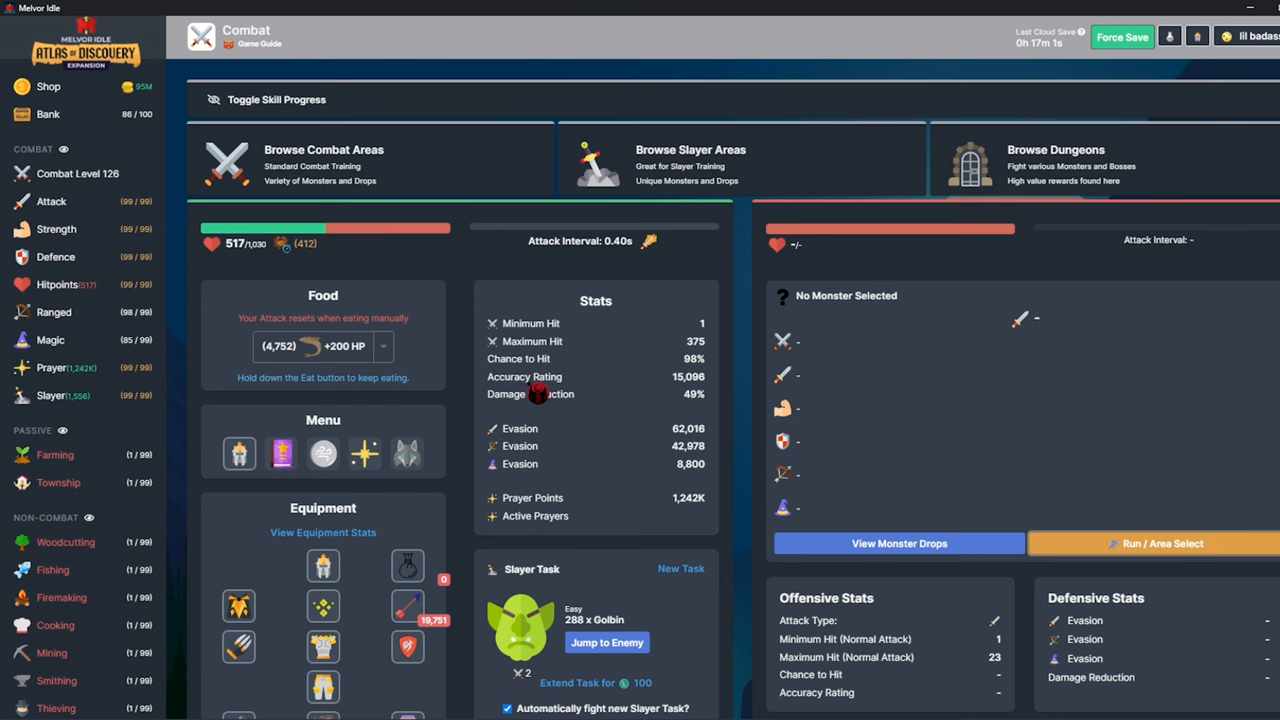 Melvor Idle
MELVOR IDLE
ATLAS OF DISCOVERY
EXPANSION
Shop 95M
Bank 86 / 100
COMBAT
Combat Level 126
Attack (99 / 99)
Strength (99 / 99)
Defence (99 / 99)
Hitpoints(517) (99 / 99)
Ranged (98 / 99)
Magic (85 / 99)
Prayer(1,242K) (99 / 99)
Slayer(1,556) (99 / 99)
PASSIVE
Farming (1 / 99)
Township (1 / 99)
NON-COMBAT
Woodcutting (1 / 99)
Fishing (1 / 99)
Firemaking (1 / 99)
Cooking (1 / 99)
Mining (1 / 99)
Smithing (1 / 99)
Thieving (1 / 99)
Combat
Game Guide
Last Cloud Save
0h 17m 1s
Force Save
lil badass
Toggle Skill Progress
Browse Combat Areas
Standard Combat Training
Variety of Monsters and Drops
Browse Slayer Areas
Great for Slayer Training
Unique Monsters and Drops
Browse Dungeons
Fight various Monsters and Bosses
High value rewards found here
517/1,030 (412)
Attack Interval: 0.40s
Food
Your Attack resets when eating manually
(4,752) +200 HP
Hold down the Eat button to keep eating.
Menu
Equipment
View Equipment Stats
0
19,751
Stats
Minimum Hit 1
Maximum Hit 375
Chance to Hit 98%
Accuracy Rating 15,096
Damage 49%
Evasion 62,016
Evasion 42,978
Evasion 8,800
Prayer Points 1,242K
Active Prayers
Slayer Task New Task
Easy
288 x Golbin
Jump to Enemy
2
Extend Task for 100
Automatically fight new Slayer Task?
-/-
Attack Interval: -
? No Monster Selected
-
-
-
-
-
-
-
View Monster Drops
Run / Area Select
Offensive Stats
Attack Type:
Minimum Hit (Normal Attack) 1
Maximum Hit (Normal Attack) 23
Chance to Hit -
Accuracy Rating -
Defensive Stats
Evasion -
Evasion -
Evasion -
Damage Reduction -